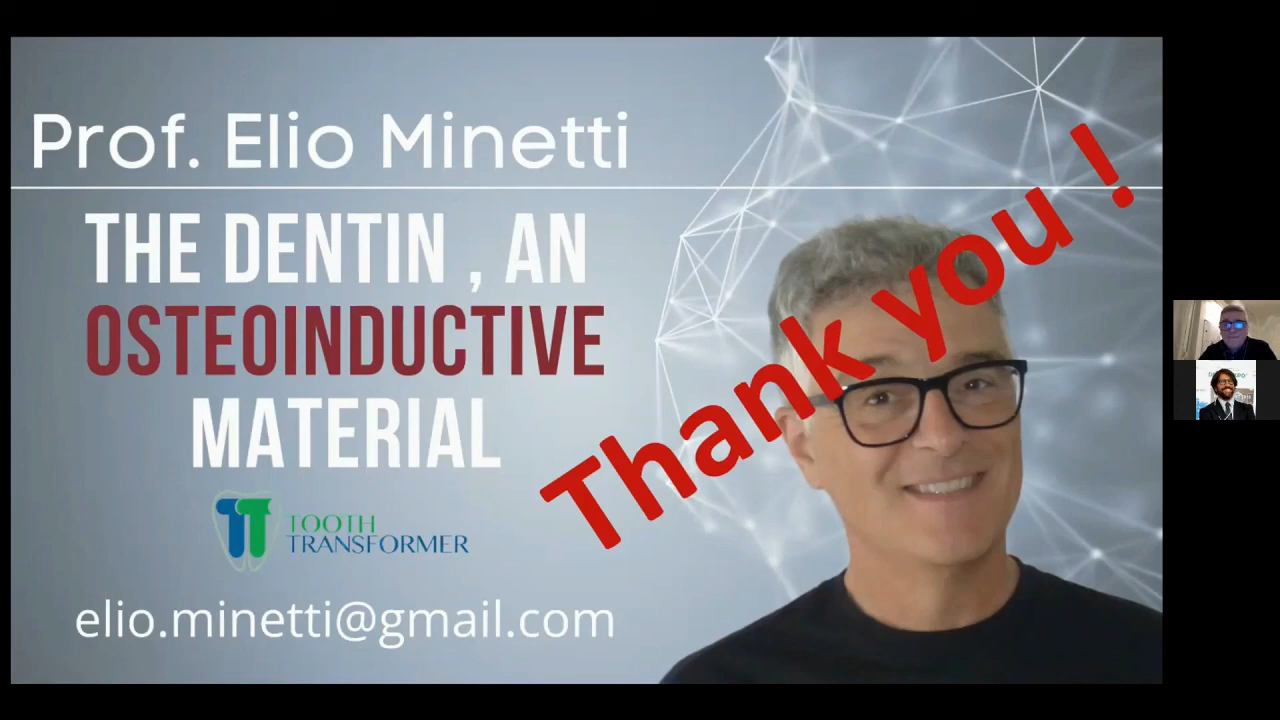 Prof. Elio Minetti
THE DENTIN , AN
OSTEOINDUCTIVE
MATERIAL
TOOTH
TRANSFORMER
elio.minetti@gmail.com
Thank you !